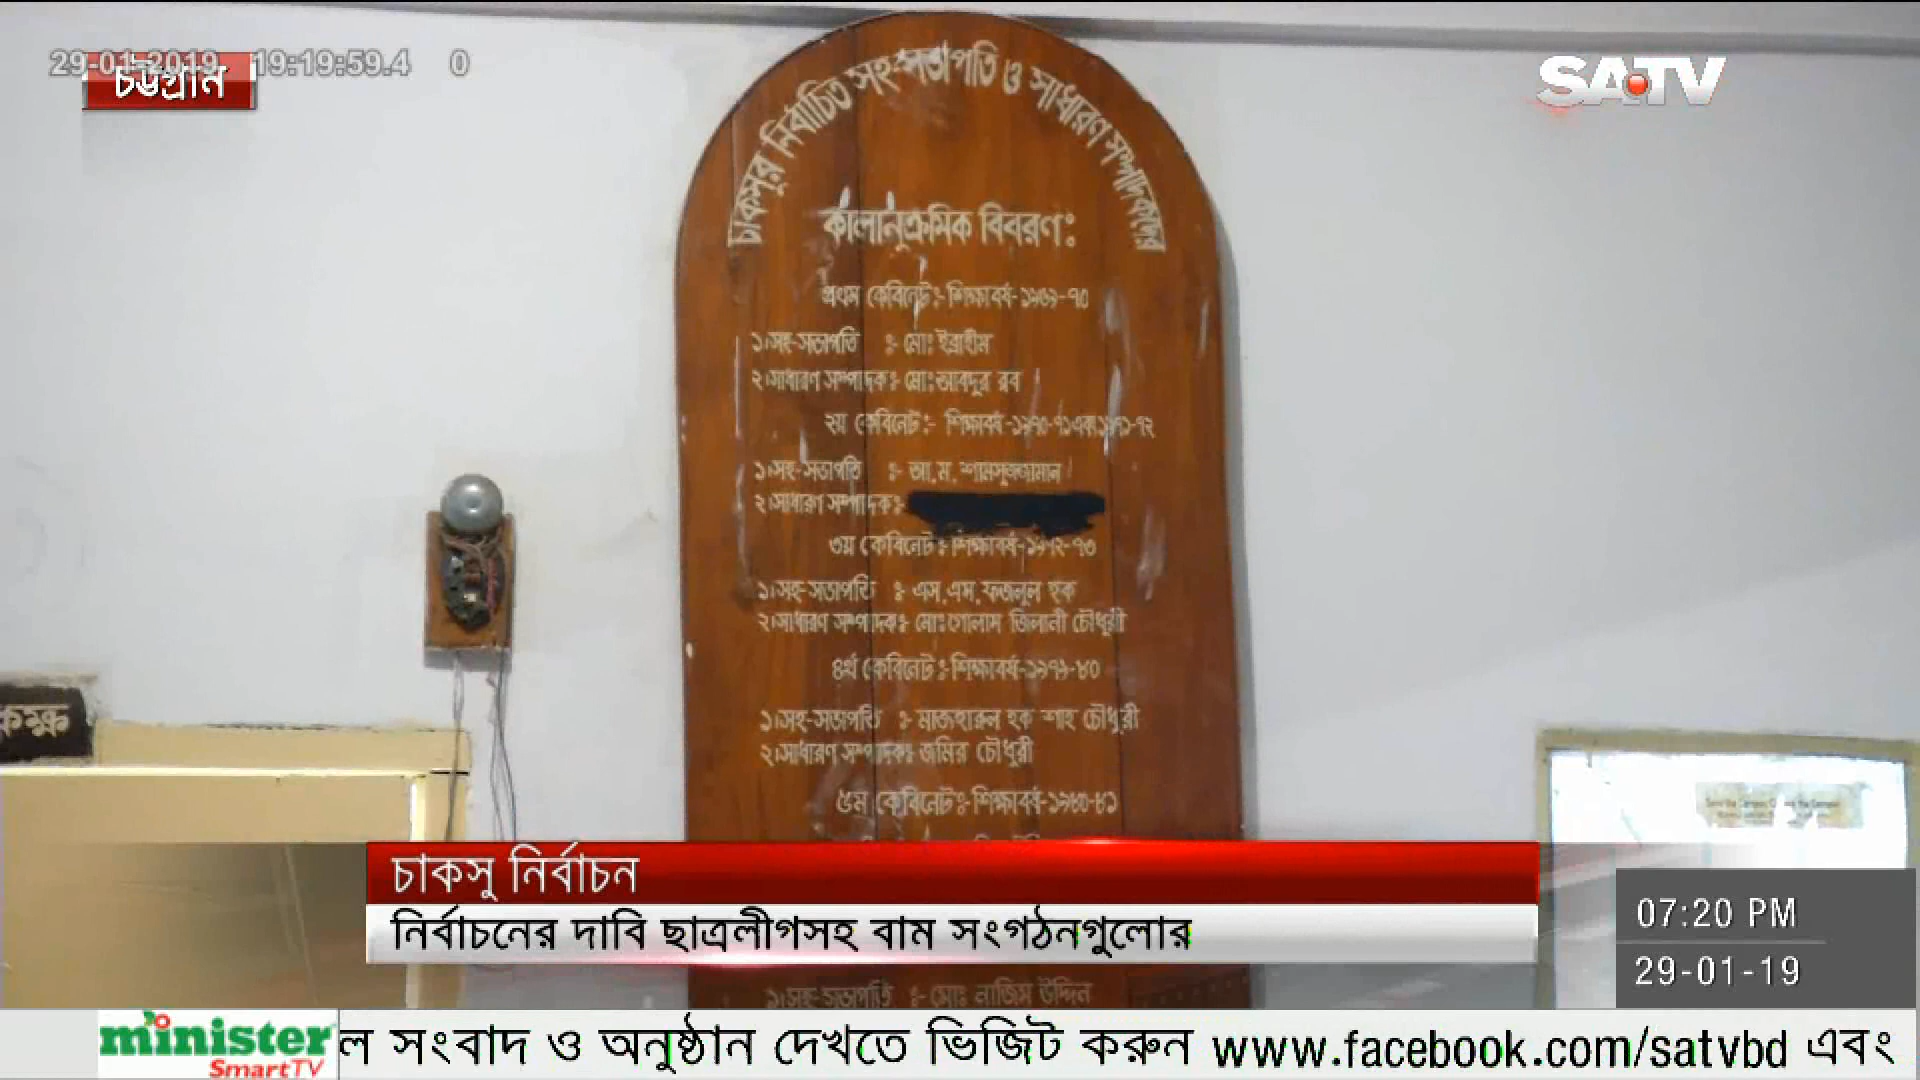 29-01-2019 19:19:59.4 0
চট্টগ্রাম
SATV
চাকসুর নির্বাচিত সহ-সভাপতি ও সাধারণ সম্পাদকদের
কালানুক্রমিক বিবরণঃ
প্রথম কেবিনেটঃ- শিক্ষাবর্ষ-১৯৬৯-৭০
১।সহ-সভাপতি ঃ- মোঃ ইব্রাহীম
২।সাধারণ সম্পাদকঃ মোঃ আবদুর রব
২য় কেবিনেটঃ- শিক্ষাবর্ষ-১৯৭০-৭১এবং১৯৭১-৭২
১।সহ-সভাপতি ঃ- আ.ম. শামসুজ্জামান
২।সাধারণ সম্পাদকঃ
৩য় কেবিনেটঃ শিক্ষাবর্ষ-১৯৭২-৭৩
১।সহ-সভাপতি ঃ এস.এম.ফজলুল হক
২।সাধারণ সম্পাদকঃ মোঃগোলাম জিলানী চৌধুরী
৪র্থ কেবিনেটঃ-শিক্ষাবর্ষ-১৯৭৯-৮০
১।সহ-সভাপতি ঃ- মাজহারুল হক শাহ চৌধুরী
২।সাধারণ সম্পাদকঃ জমির চৌধুরী
৫ম কেবিনেটঃ-শিক্ষাবর্ষ-১৯৮০-৮১
কক্ষ
চাকসু নির্বাচন
নির্বাচনের দাবি ছাত্রলীগসহ বাম সংগঠনগুলোর
07:20 PM
29-01-19
১।সহ-সভাপতি ঃ- মোঃ নাজিম উদ্দিন
minister
SmartTV
ল সংবাদ ও অনুষ্ঠান দেখতে ভিজিট করুন www.facebook.com/satvbd এবং